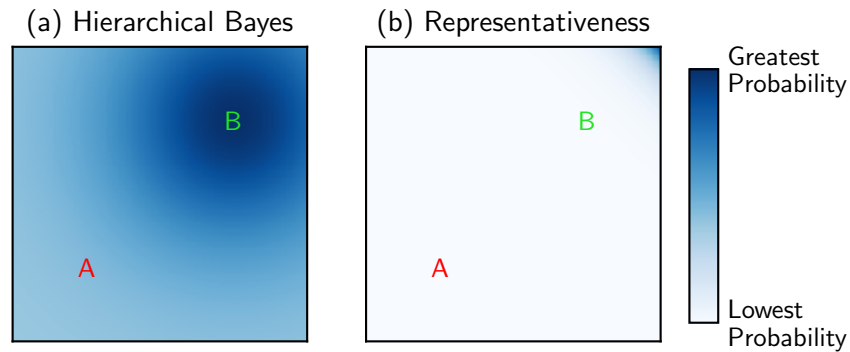 (a) Hierarchical Bayes
(b) Representativeness
Greatest
Probability
B
B
A
A
Lowest
Probability